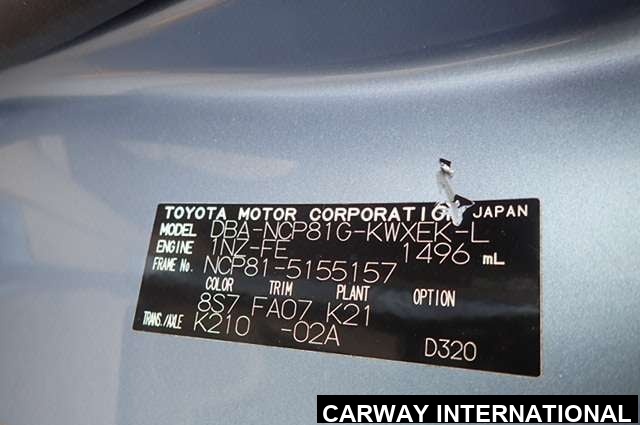 TOYOTA MOTOR CORPORATION JAPAN
MODEL DBA-NCP81G-KWXEK-L
ENGINE 1NZ-FE 1496 mL
FRAME No. NCP81-5155157
COLOR TRIM PLANT OPTION
8S7 FA07 K21
TRANS./AXLE K210 -02A D320
CARWAY INTERNATIONAL